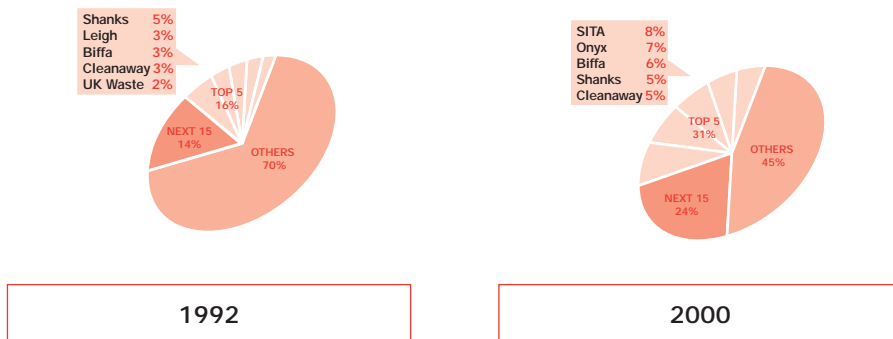 Shanks 5%
Leigh 3%
Biffa 3%
Cleanaway 3%
UK Waste 2%
TOP 5
16%
NEXT 15
14%
OTHERS
70%
1992
SITA 8%
Onyx 7%
Biffa 6%
Shanks 5%
Cleanaway 5%
TOP 5
31%
OTHERS
45%
NEXT 15
24%
2000